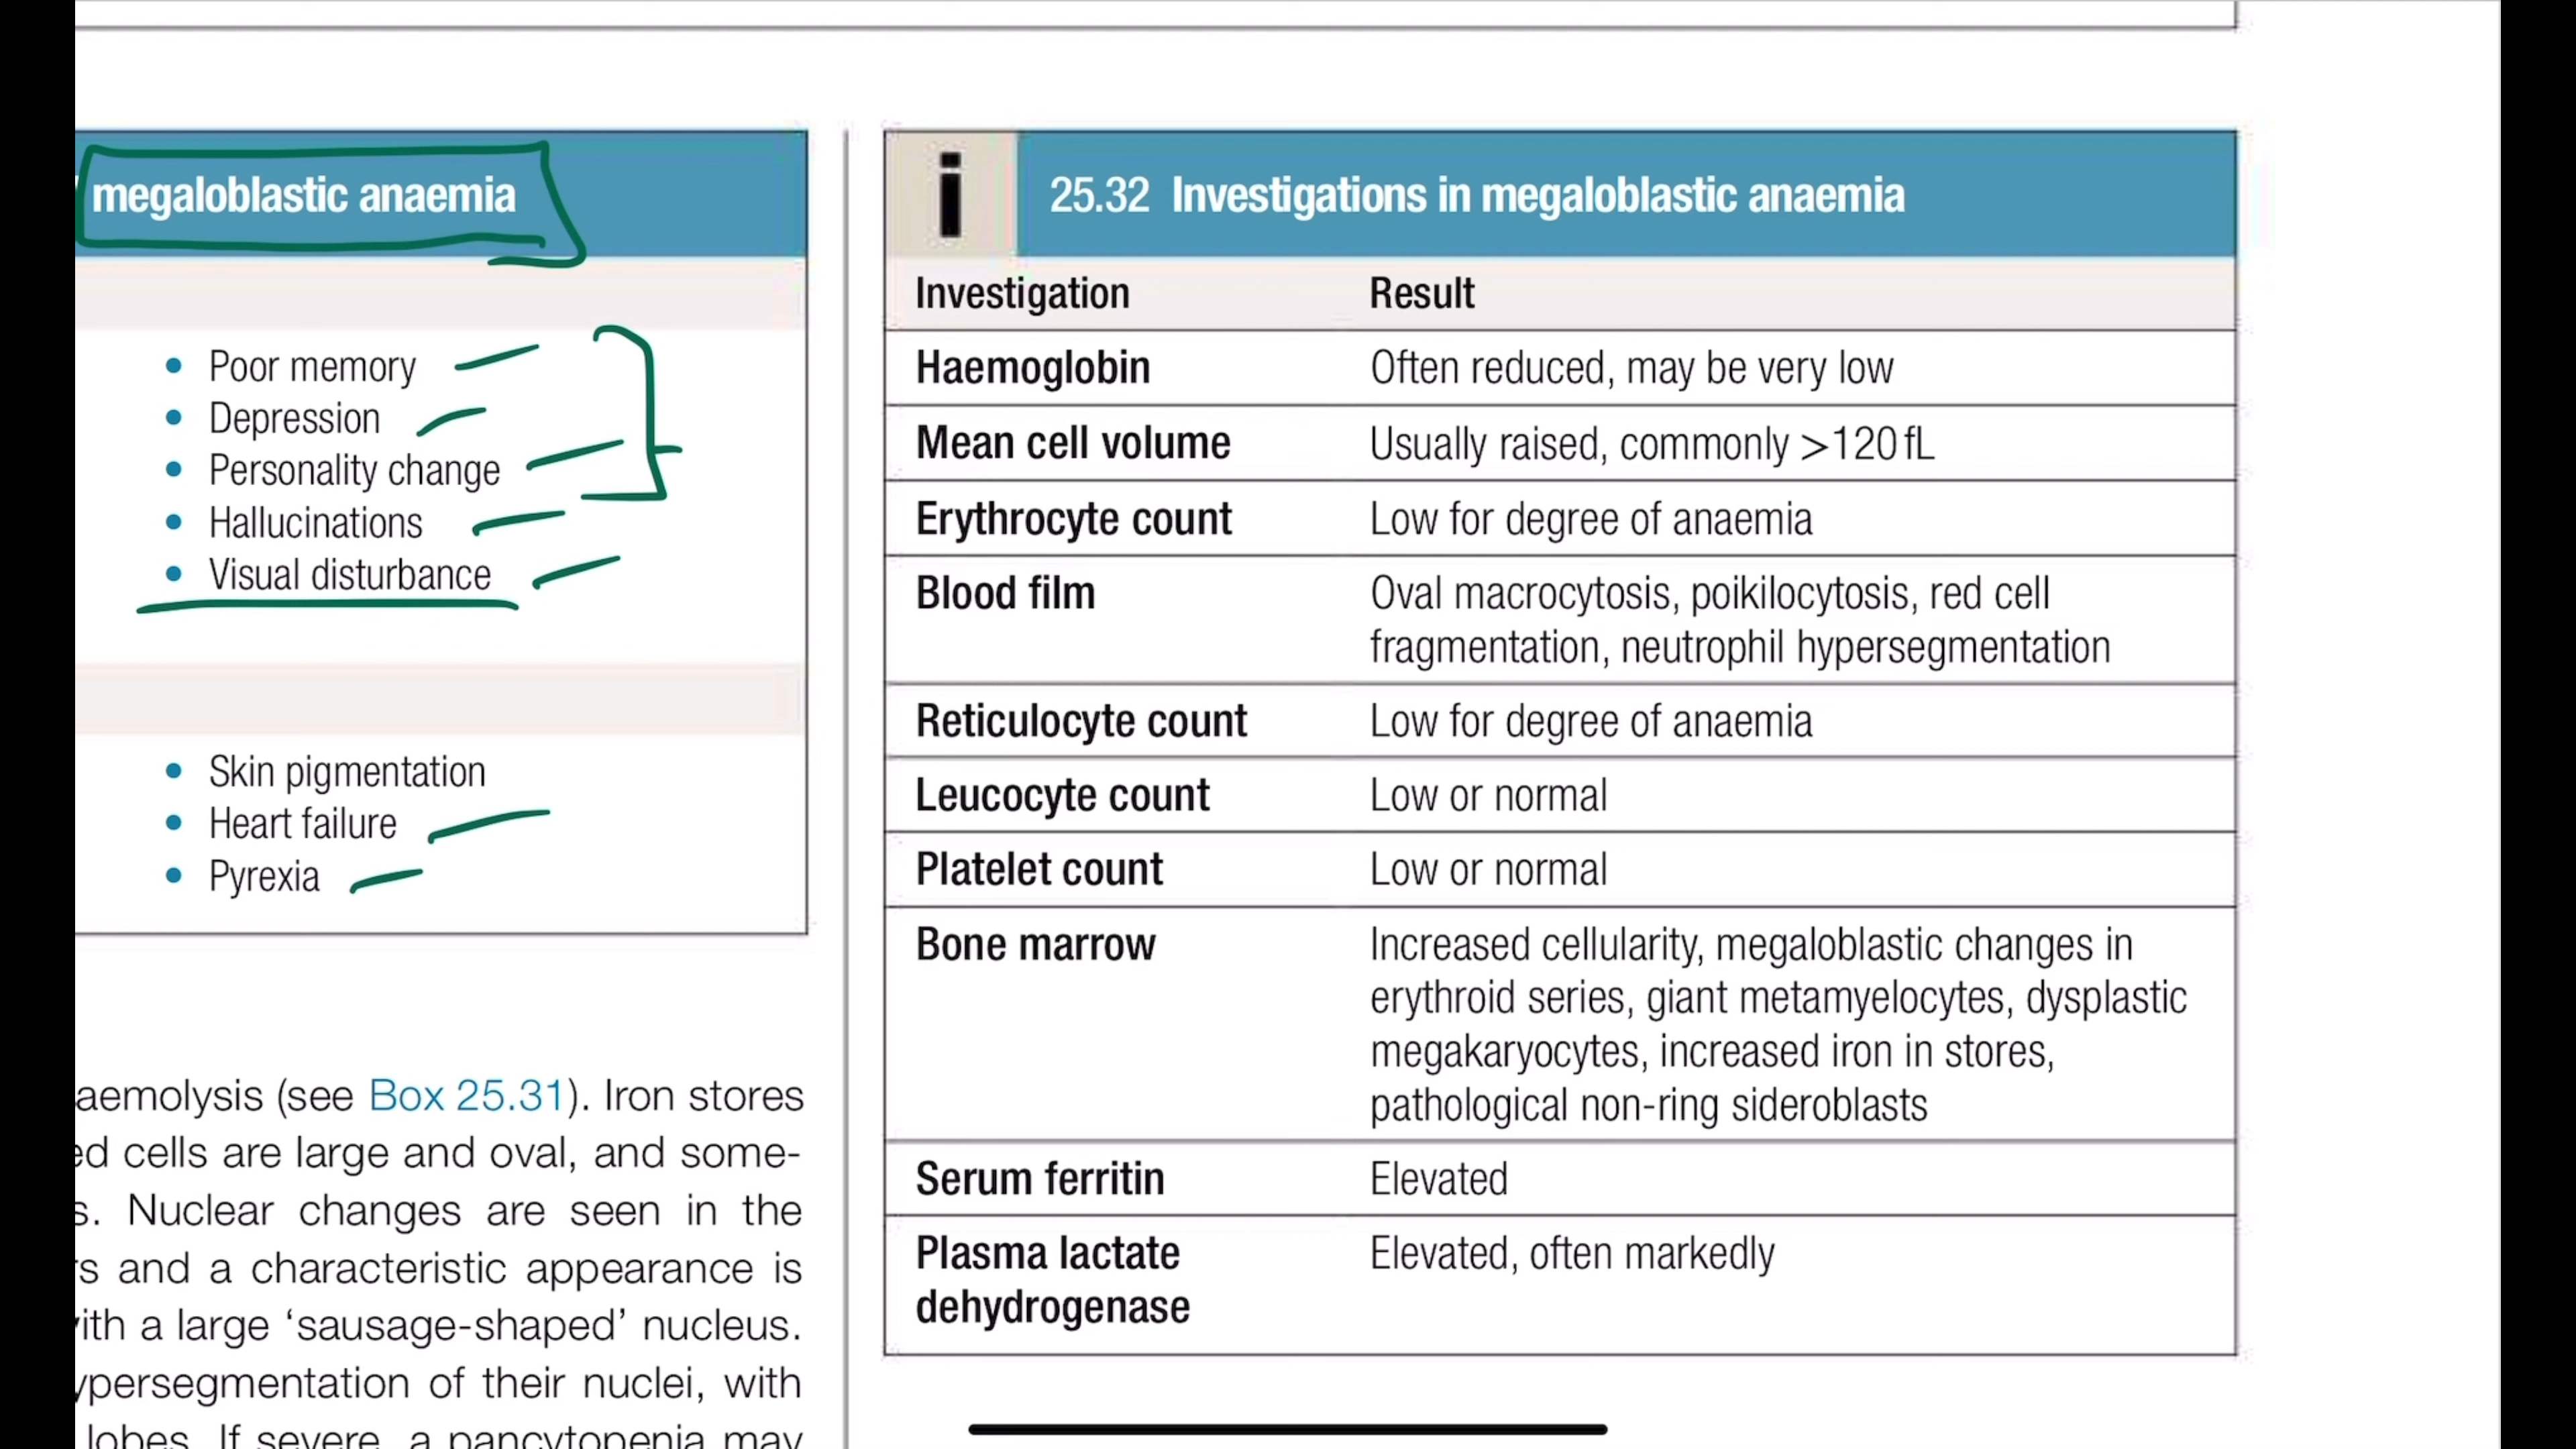 megaloblastic anaemia
• Poor memory
• Depression
• Personality change
• Hallucinations
• Visual disturbance
• Skin pigmentation
• Heart failure
• Pyrexia
(see Box 25.31). Iron stores
cells are large and oval, and some-
Nuclear changes are seen in the
and a characteristic appearance is
with a large ‘sausage-shaped’ nucleus.
of their nuclei, with
lobes. If severe, a pancytopenia may
i 25.32 Investigations in megaloblastic anaemia
Investigation Result
Haemoglobin Often reduced, may be very low
Mean cell volume Usually raised, commonly >120 fL
Erythrocyte count Low for degree of anaemia
Blood film Oval macrocytosis, poikilocytosis, red cell
fragmentation, neutrophil hypersegmentation
Reticulocyte count Low for degree of anaemia
Leucocyte count Low or normal
Platelet count Low or normal
Bone marrow Increased cellularity, megaloblastic changes in
erythroid series, giant metamyelocytes, dysplastic
megakaryocytes, increased iron in stores,
pathological non-ring sideroblasts
Serum ferritin Elevated
Plasma lactate Elevated, often markedly
dehydrogenase